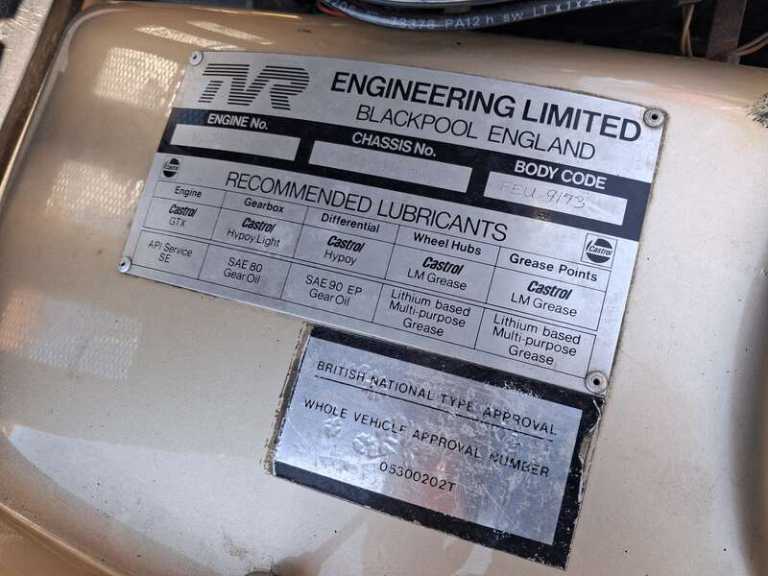 TVR ENGINEERING LIMITED
BLACKPOOL ENGLAND
ENGINE No.
CHASSIS No.
BODY CODE
FEU-9173
Castrol
RECOMMENDED LUBRICANTS
Castrol
Engine Gearbox Differential Wheel Hubs Grease Points
Castrol GTX
Castrol Hypoy Light
Castrol Hypoy
Castrol LM Grease
Castrol LM Grease
API Service SE
SAE 80 Gear Oil
SAE 90 EP Gear Oil
Lithium based Multi-purpose Grease
Lithium based Multi-purpose Grease
BRITISH NATIONAL TYPE APPROVAL
WHOLE VEHICLE APPROVAL NUMBER
05300202T